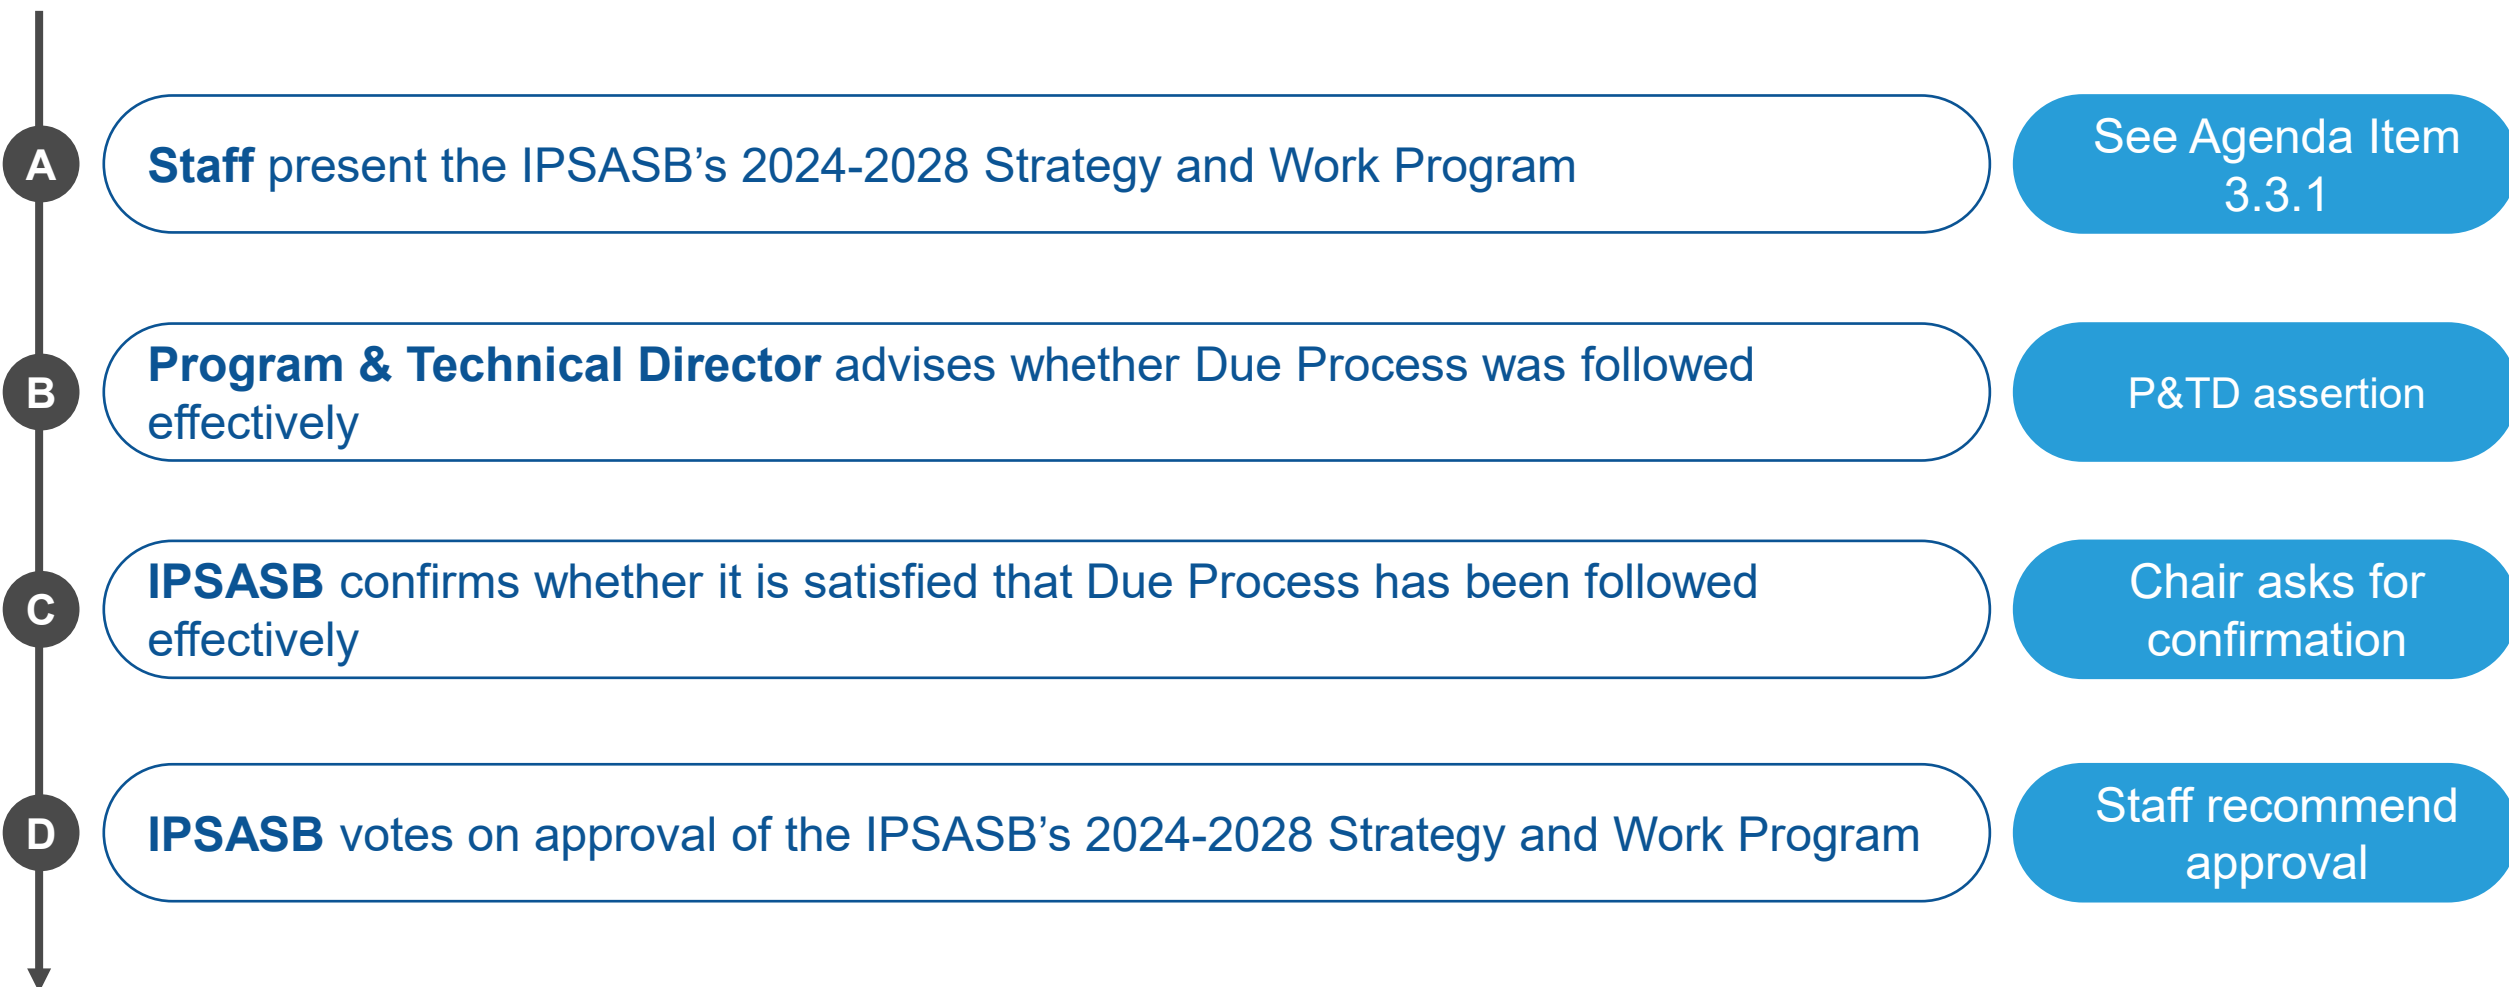 A
Staff present the IPSASB’s 2024-2028 Strategy and Work Program
See Agenda Item
3.3.1
B
Program & Technical Director advises whether Due Process was followed
effectively
P&TD assertion
C
IPSASB confirms whether it is satisfied that Due Process has been followed
effectively
Chair asks for
confirmation
D
IPSASB votes on approval of the IPSASB’s 2024-2028 Strategy and Work Program
Staff recommend
approval